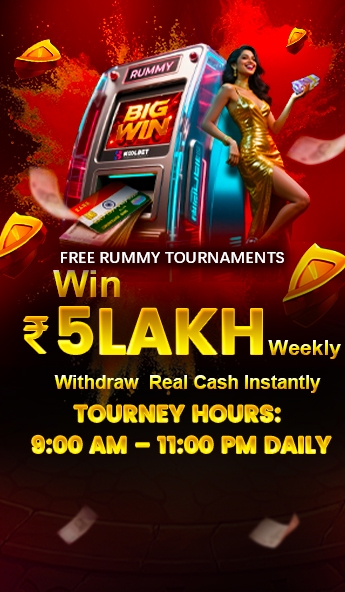 RUMMY
BIG
WIN
KOOLBET
FREE RUMMY TOURNAMENTS
Win
₹ 5LAKH Weekly
Withdraw Real Cash Instantly
TOURNEY HOURS:
9:00 AM – 11:00 PM DAILY